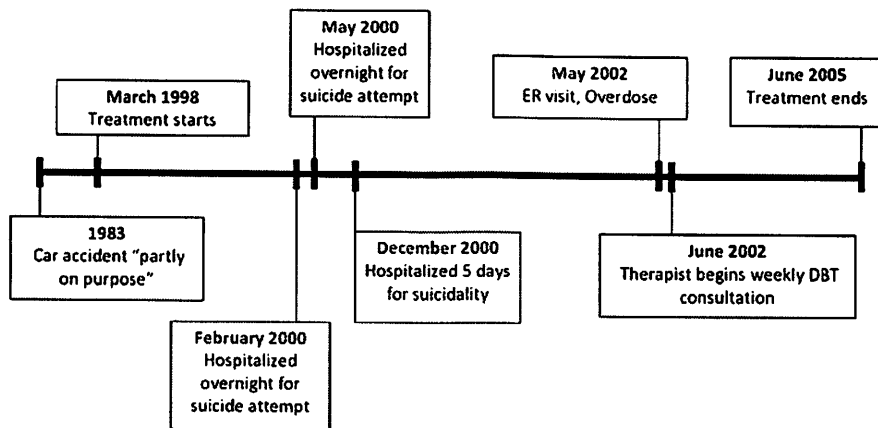 May 2000
Hospitalized
overnight for
suicide attempt
March 1998
Treatment starts
May 2002
ER visit, Overdose
June 2005
Treatment ends
1983
Car accident "partly
on purpose"
February 2000
Hospitalized
overnight for
suicide attempt
December 2000
Hospitalized 5 days
for suicidality
June 2002
Therapist begins weekly DBT
consultation